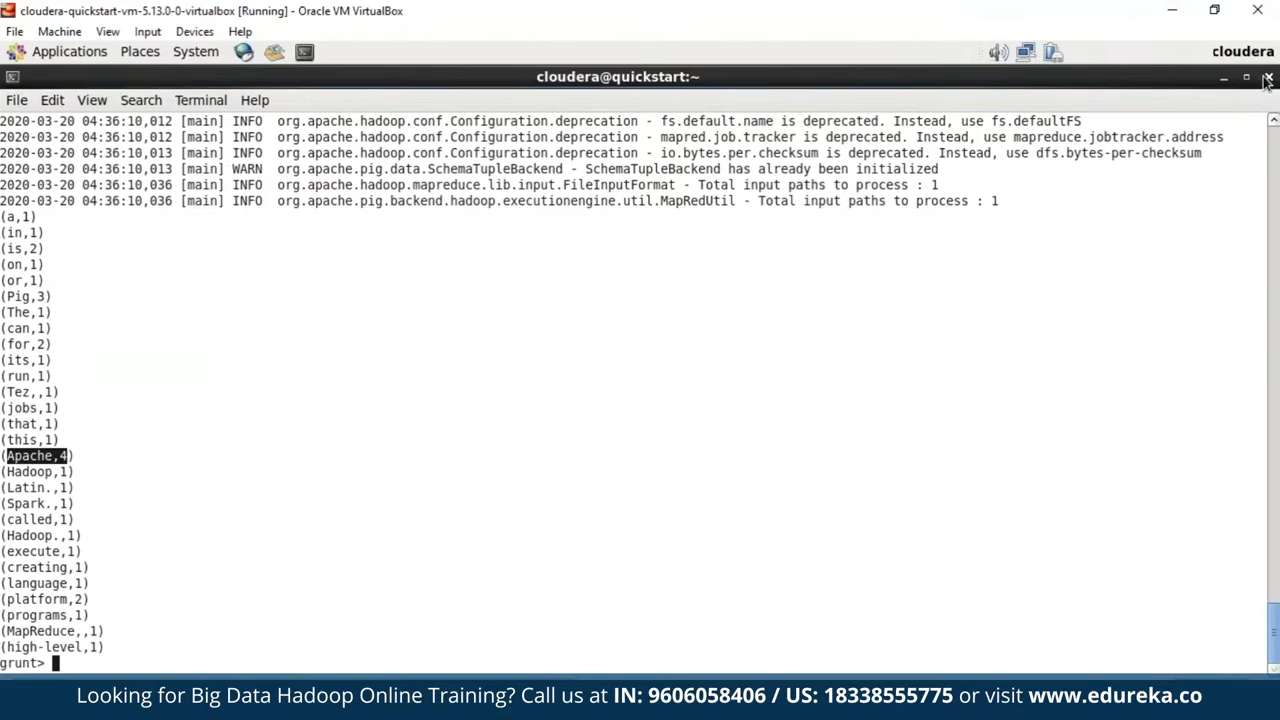 cloudera-quickstart-vm-5.13.0-0-virtualbox [Running] - Oracle VM VirtualBox
File Machine View Input Devices Help
Applications Places System cloudera
cloudera@quickstart:~
File Edit View Search Terminal Help
2020-03-20 04:36:10,012 [main] INFO  org.apache.hadoop.conf.Configuration.deprecation - fs.default.name is deprecated. Instead, use fs.defaultFS
2020-03-20 04:36:10,012 [main] INFO  org.apache.hadoop.conf.Configuration.deprecation - mapred.job.tracker is deprecated. Instead, use mapreduce.jobtracker.address
2020-03-20 04:36:10,013 [main] INFO  org.apache.hadoop.conf.Configuration.deprecation - io.bytes.per.checksum is deprecated. Instead, use dfs.bytes-per-checksum
2020-03-20 04:36:10,013 [main] WARN  org.apache.pig.data.SchemaTupleBackend - SchemaTupleBackend has already been initialized
2020-03-20 04:36:10,036 [main] INFO  org.apache.hadoop.mapreduce.lib.input.FileInputFormat - Total input paths to process : 1
2020-03-20 04:36:10,036 [main] INFO  org.apache.pig.backend.hadoop.executionengine.util.MapRedUtil - Total input paths to process : 1
(a,1)
(in,1)
(is,2)
(on,1)
(or,1)
(Pig,3)
(The,1)
(can,1)
(for,2)
(its,1)
(run,1)
(Tez,,1)
(jobs,1)
(that,1)
(this,1)
(Apache,4)
(Hadoop,1)
(Latin.,1)
(Spark.,1)
(called,1)
(Hadoop.,1)
(execute,1)
(creating,1)
(language,1)
(platform,2)
(programs,1)
(MapReduce,,1)
(high-level,1)
grunt>
Looking for Big Data Hadoop Online Training? Call us at IN: 9606058406 / US: 18338555775 or visit www.edureka.co